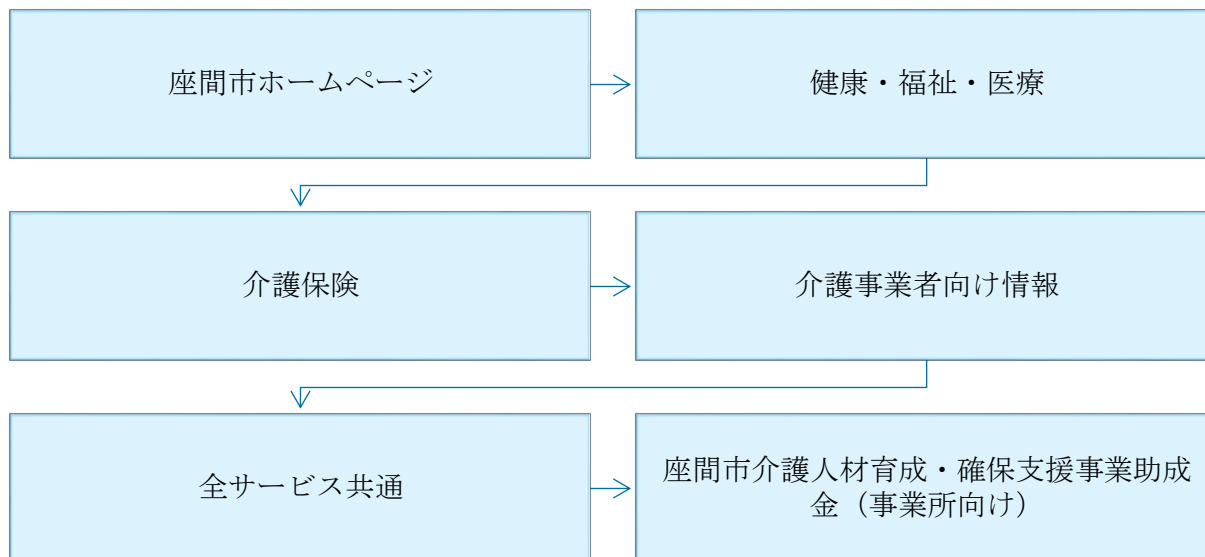 座間市ホームページ
健康・福祉・医療
介護保険
介護事業者向け情報
全サービス共通
座間市介護人材育成・確保支援事業助成
金（事業所向け）